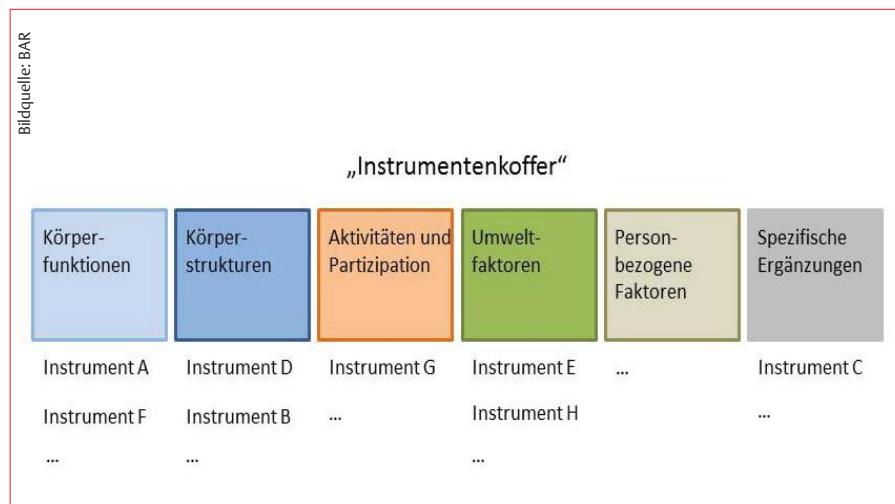 Bildquelle: BAR
„Instrumentenkoffer“
Körper-
funktionen
Körper-
strukturen
Aktivitäten und
Partizipation
Umwelt-
faktoren
Person-
bezogene
Faktoren
Spezifische
Ergänzungen
Instrument A
Instrument D
Instrument G
Instrument E
...
Instrument C
Instrument F
Instrument B
...
Instrument H
...
...
...
...